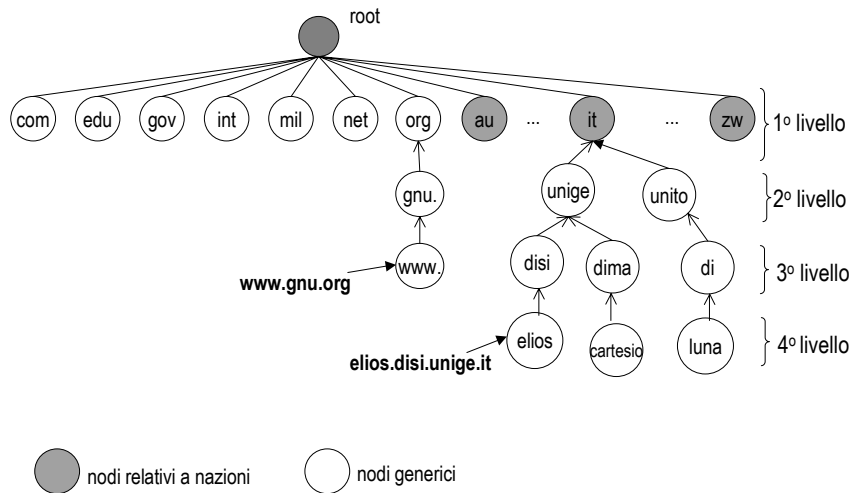 root
com edu gov int mil net org au ... it ... zw 1º livello
gnu. unige unito 2º livello
www. disi dima di 3º livello
www.gnu.org
elios cartesio luna 4º livello
elios.disi.unige.it
nodi relativi a nazioni nodi generici